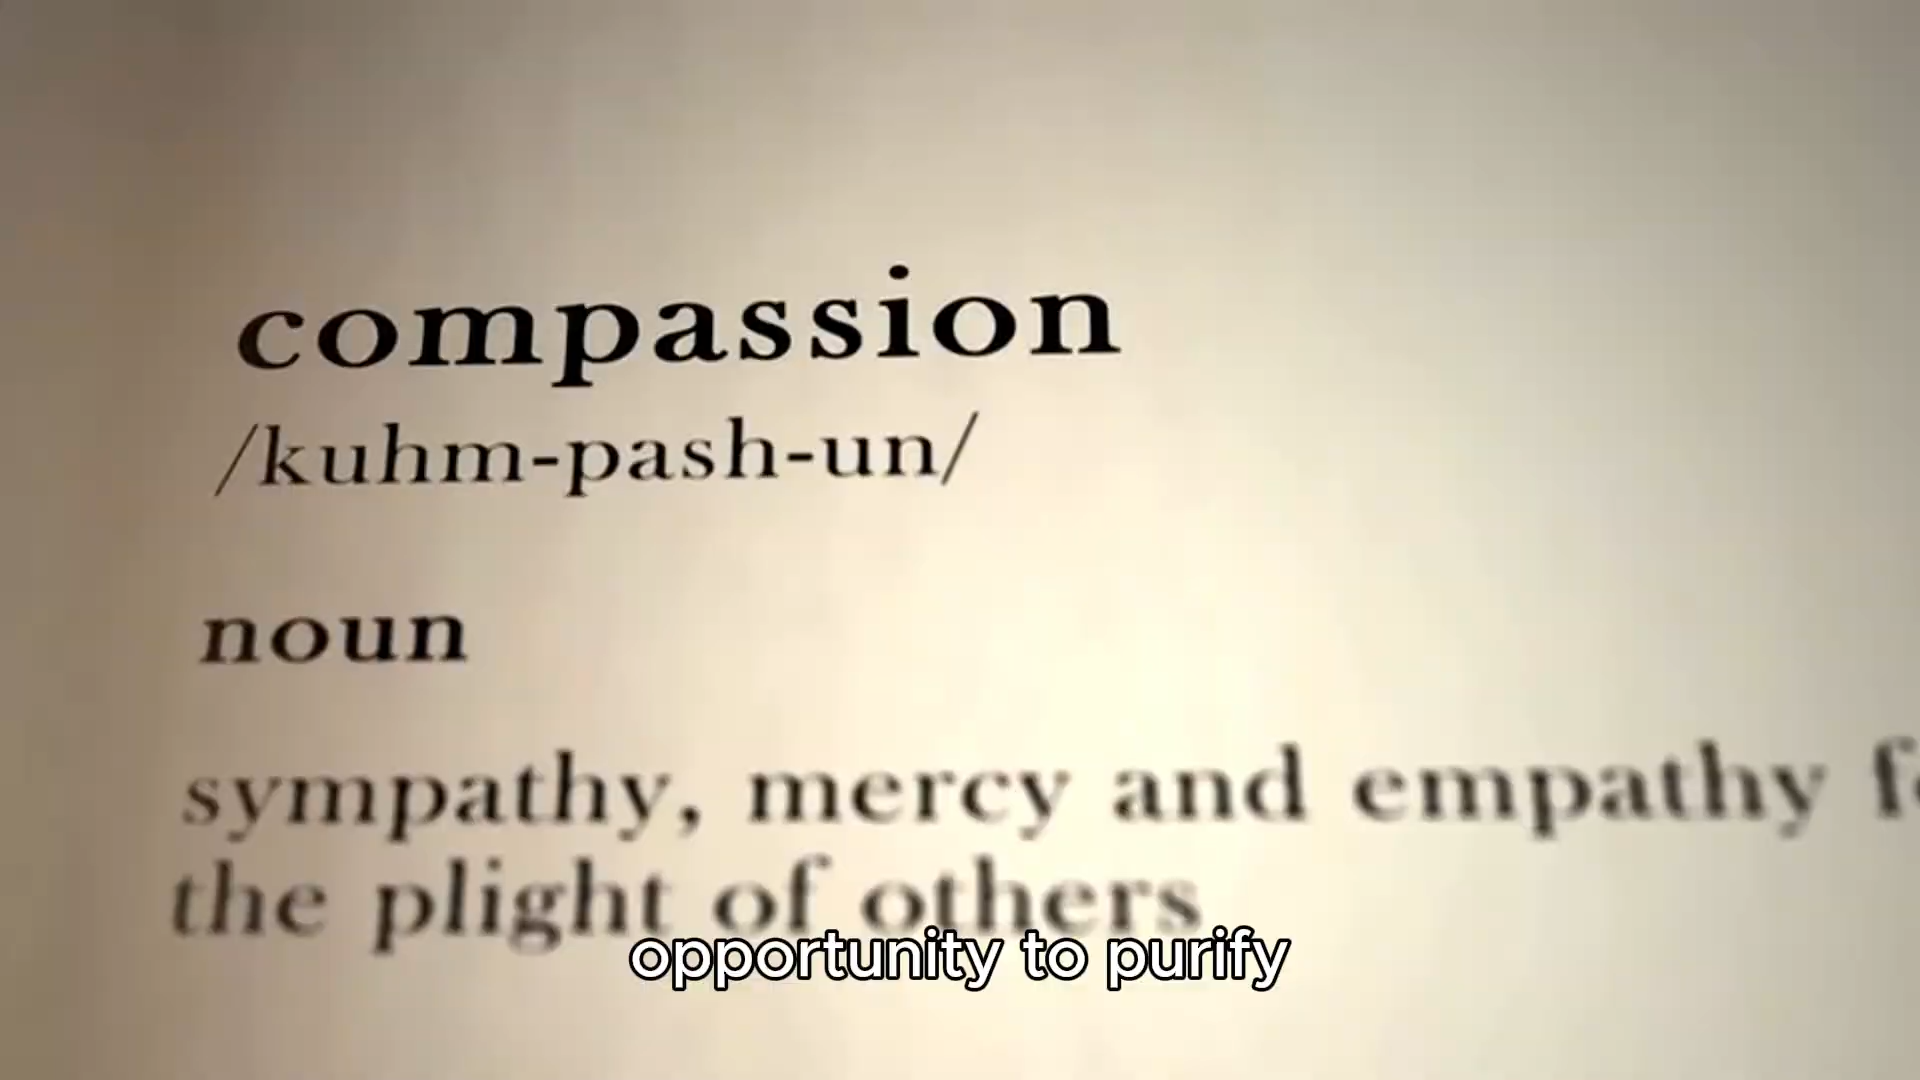 compassion
/kuhm-pash-un/
noun
sympathy, mercy and empathy
the plight of others
opportunity to purify